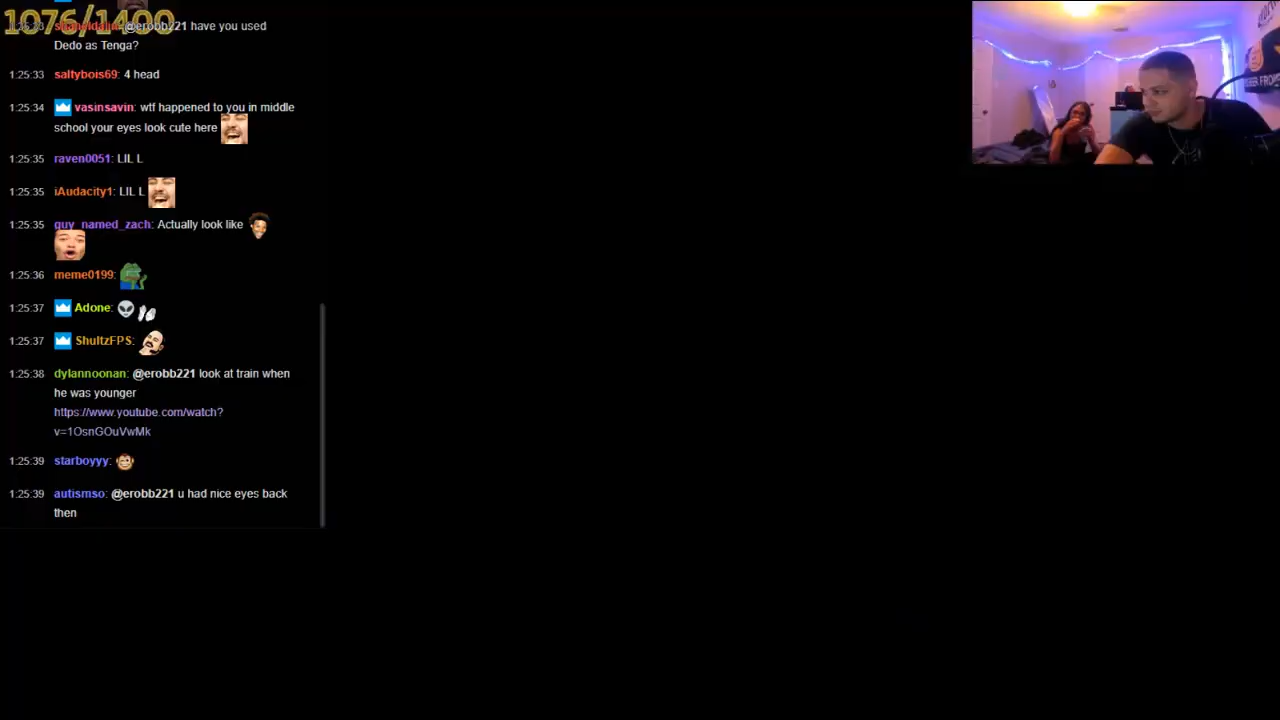 1076/1400
@erobb221 have you used
Dedo as Tenga?
1:25:33 saltybois69: 4 head
1:25:34 vasinsavin: wtf happened to you in middle
school your eyes look cute here
1:25:35 raven0051: LIL L
1:25:35 iAudacity1: LIL L
1:25:35 guy_named_zach: Actually look like
1:25:36 meme0199:
1:25:37 Adone:
1:25:37 ShultzFPS:
1:25:38 dylannoonan: @erobb221 look at train when
he was younger
https://www.youtube.com/watch?
v=1OsnGOuVwMk
1:25:39 starboyyy:
1:25:39 autismso: @erobb221 u had nice eyes back
then